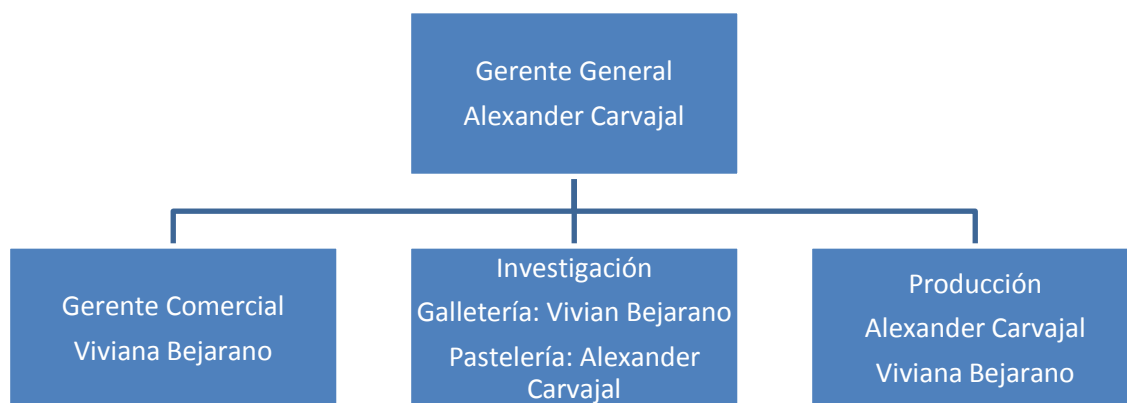 Gerente General
Alexander Carvajal
Gerente Comercial
Viviana Bejarano
Investigación
Galletería: Vivian Bejarano
Pastelería: Alexander
Carvajal
Producción
Alexander Carvajal
Viviana Bejarano